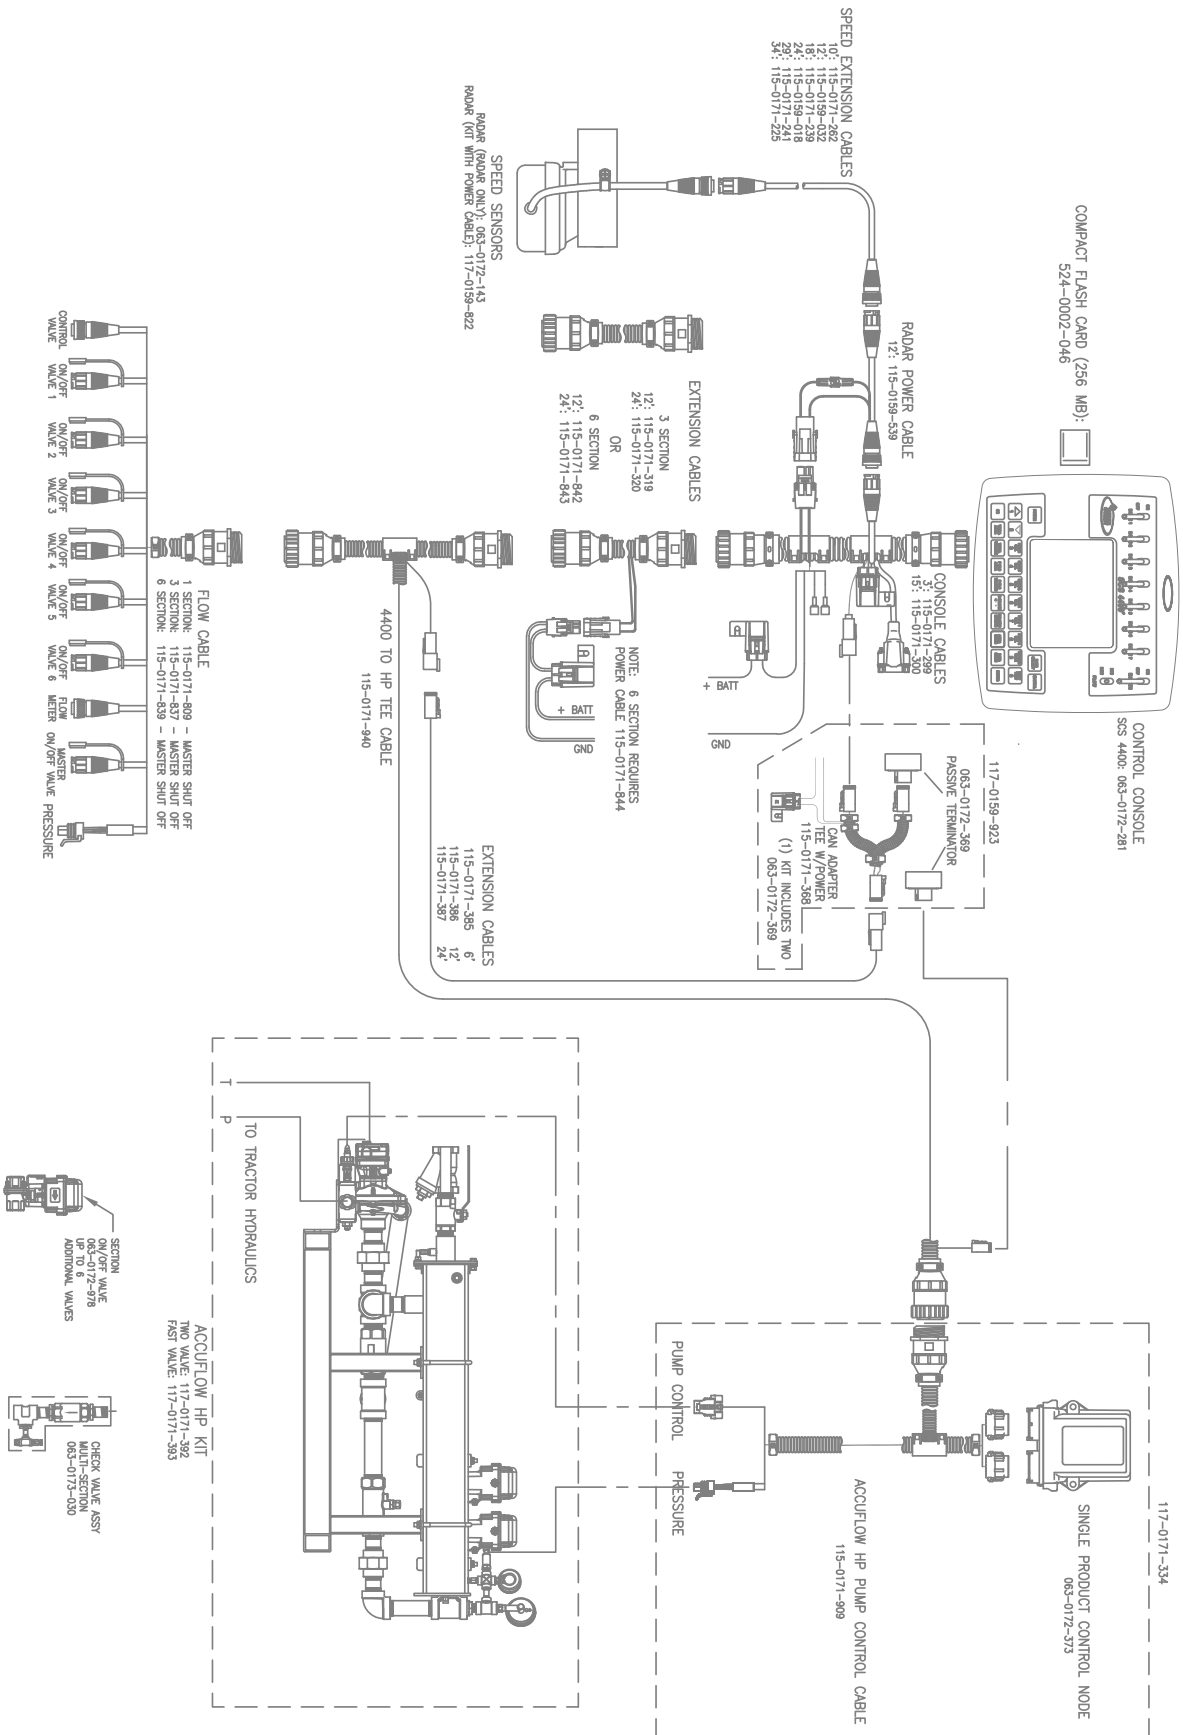 COMPACT FLASH CARD (256 MB):
524-0002-046
CONTROL CONSOLE
SCS 4400: 063-0172-281
SPEED EXTENSION CABLES
10': 115-0171-262
12': 115-0159-032
18': 115-0171-239
24': 115-0159-018
29': 115-0171-241
34': 115-0171-225
RADAR POWER CABLE
12': 115-0159-539
CONSOLE CABLES
3': 115-0171-299
15': 115-0171-300
+ BATT
GND
SPEED SENSORS
RADAR (RADAR ONLY): 063-0172-143
RADAR (KIT WITH POWER CABLE): 117-0159-822
EXTENSION CABLES
3 SECTION
12': 115-0171-319
24': 115-0171-320
OR
6 SECTION
12': 115-0171-842
24': 115-0171-843
+ BATT
GND
NOTE: 6 SECTION REQUIRES
POWER CABLE 115-0171-844
117-0159-923
063-0172-369
PASSIVE TERMINATOR
CAN ADAPTER
TEE W/POWER
115-0171-368
(1) KIT INCLUDES TWO
063-0172-369
4400 TO HP TEE CABLE
115-0171-940
EXTENSION CABLES
115-0171-385 6'
115-0171-386 12'
115-0171-387 24'
FLOW CABLE
1 SECTION: 115-0171-809 - MASTER SHUT OFF
3 SECTION: 115-0171-837 - MASTER SHUT OFF
6 SECTION: 115-0171-839 - MASTER SHUT OFF
CONTROL
VALVE
ON/OFF
VALVE 1
ON/OFF
VALVE 2
ON/OFF
VALVE 3
ON/OFF
VALVE 4
ON/OFF
VALVE 5
ON/OFF
VALVE 6
FLOW
METER
MASTER
ON/OFF VALVE
PRESSURE
117-0171-334
SINGLE PRODUCT CONTROL NODE
063-0172-373
ACCUFLOW HP PUMP CONTROL CABLE
115-0171-909
PUMP CONTROL
PRESSURE
T
P
TO TRACTOR HYDRAULICS
ACCUFLOW HP KIT
TWO VALVE: 117-0171-392
FAST VALVE: 117-0171-393
SECTION
ON/OFF VALVE
063-0172-978
UP TO 6
ADDITIONAL VALVES
CHECK VALVE ASSY
MULTI-SECTION
063-0173-030